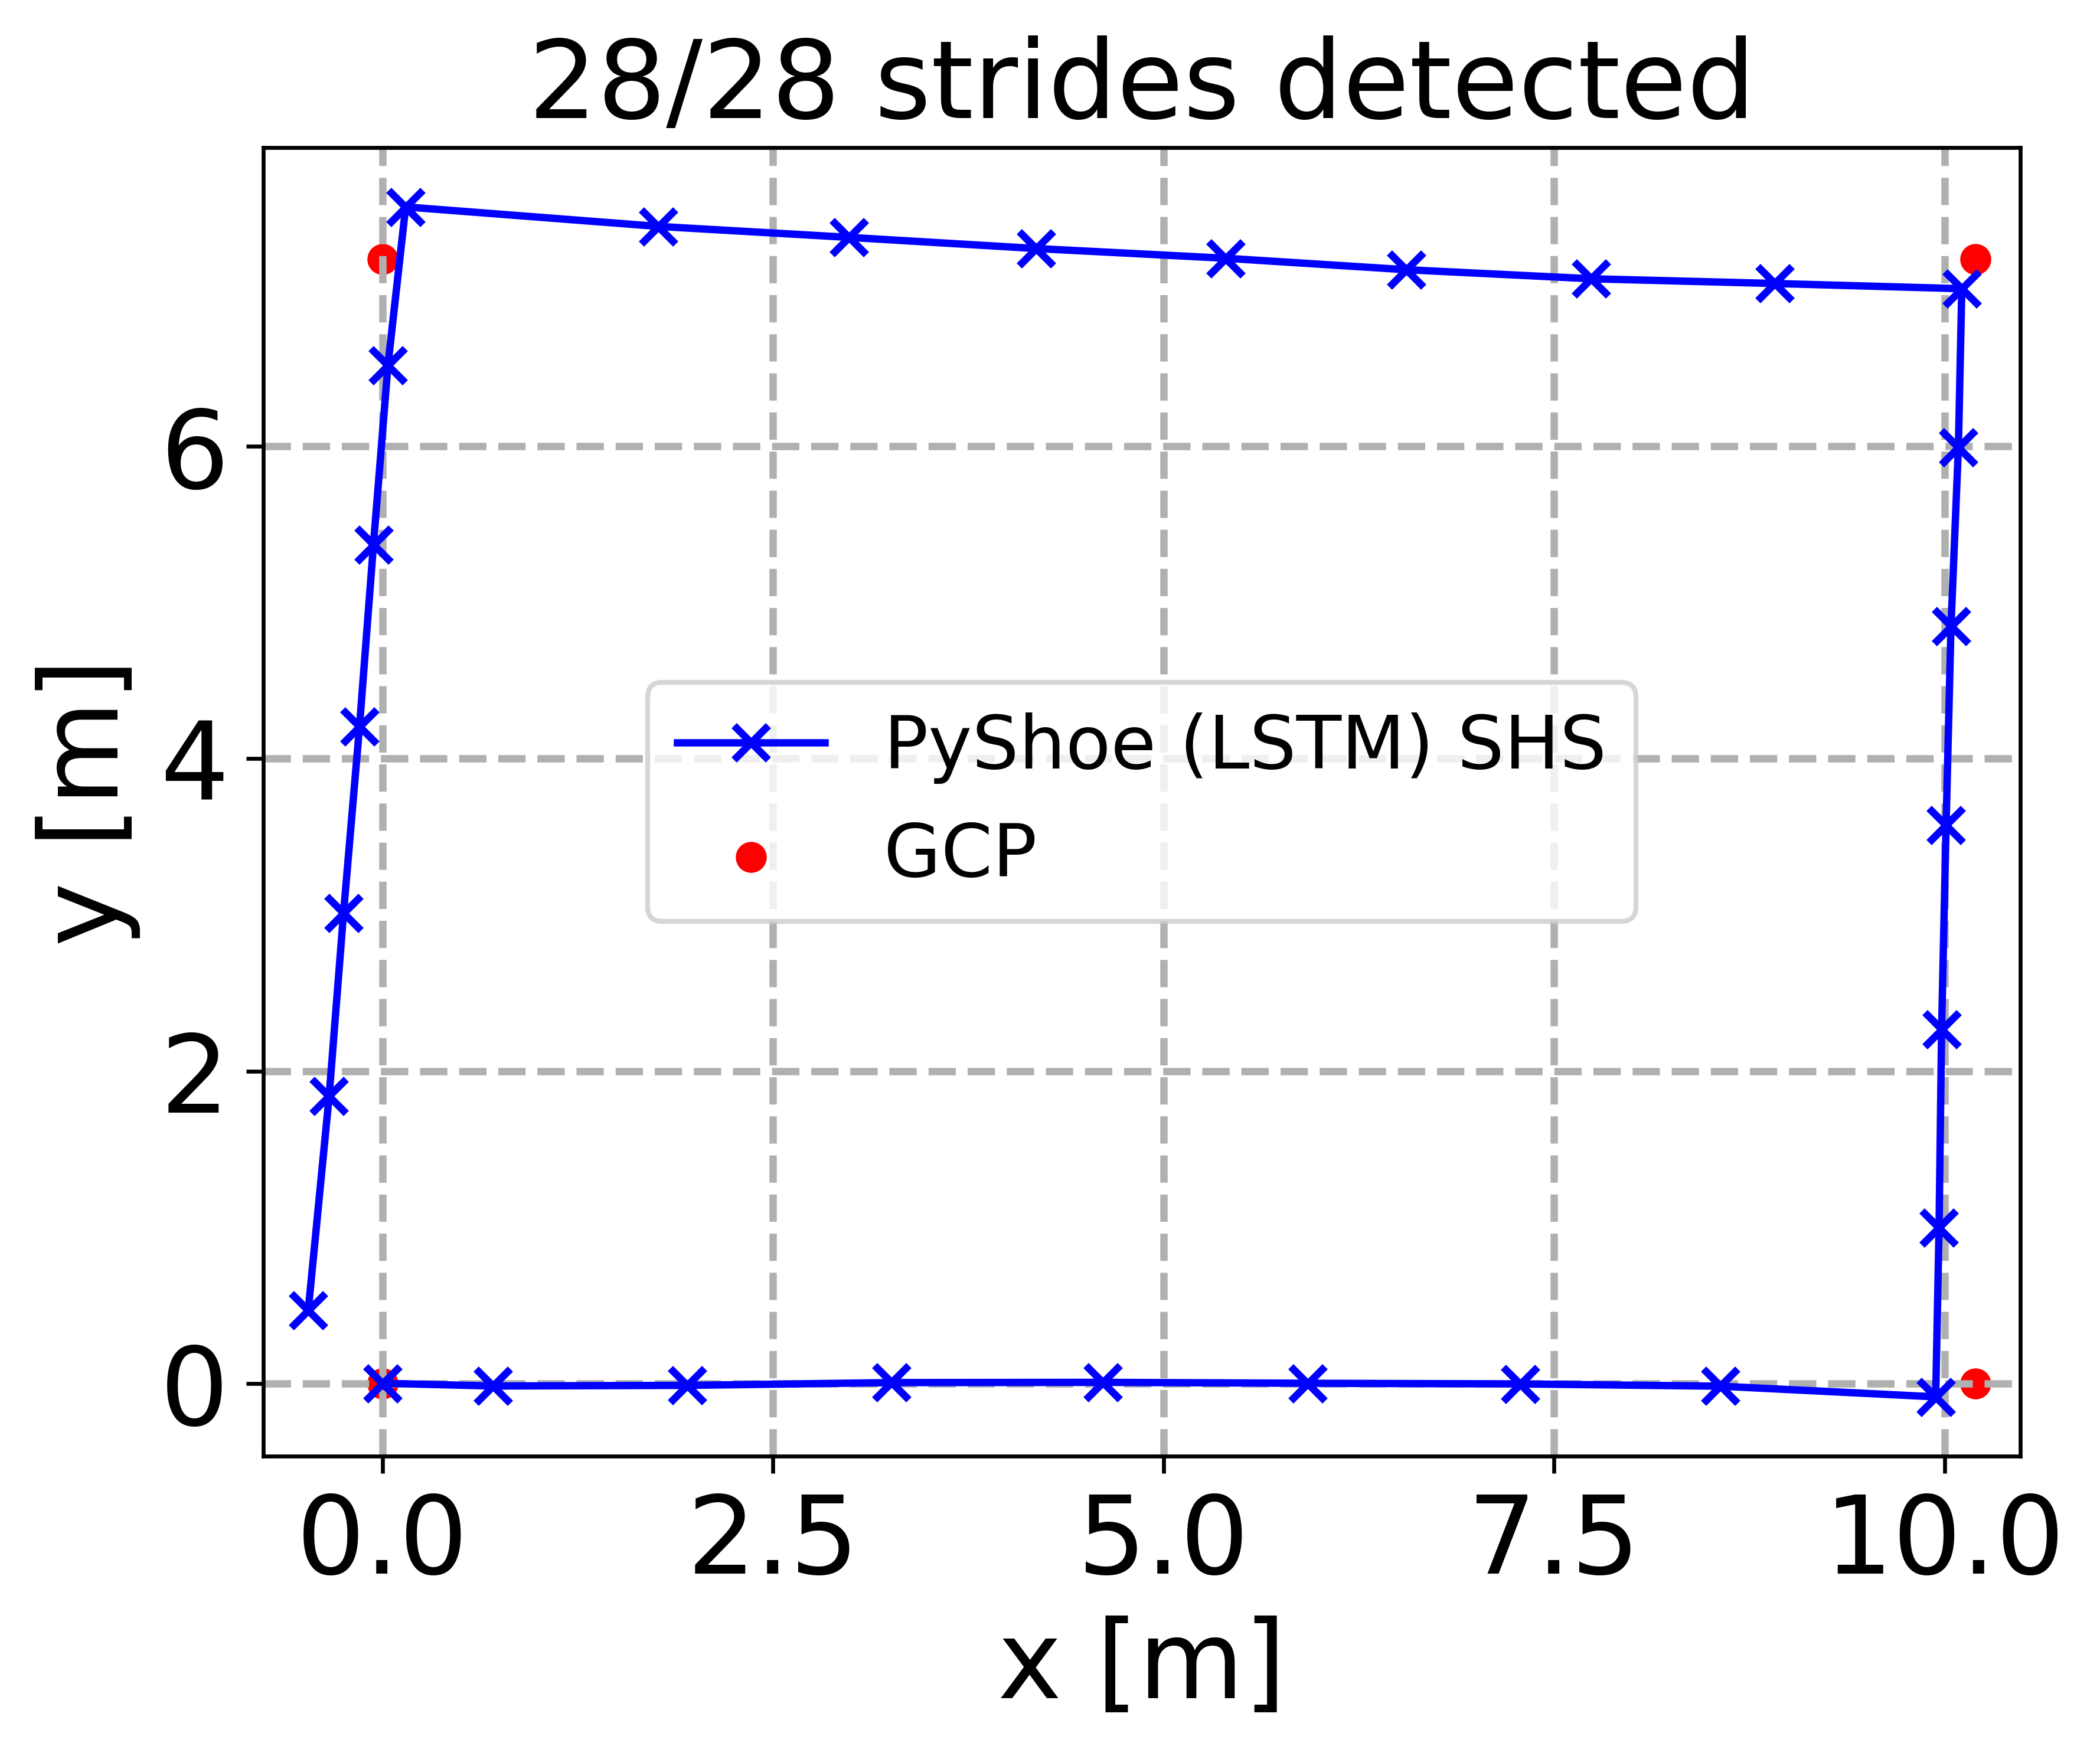 28/28 strides detected
y [m]
6
4
2
0
PyShoe (LSTM) SHS
GCP
0.0 2.5 5.0 7.5 10.0
x [m]